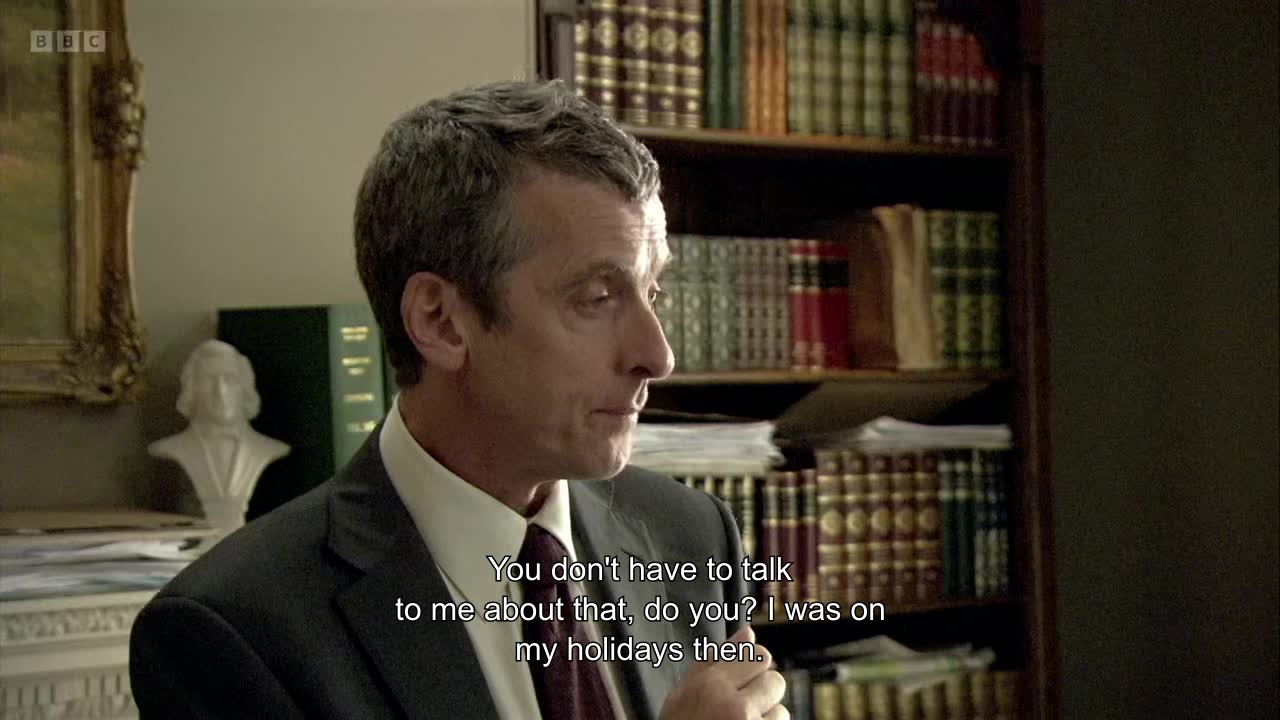 BBC
You don't have to talk
to me about that, do you? I was on
my holidays then.